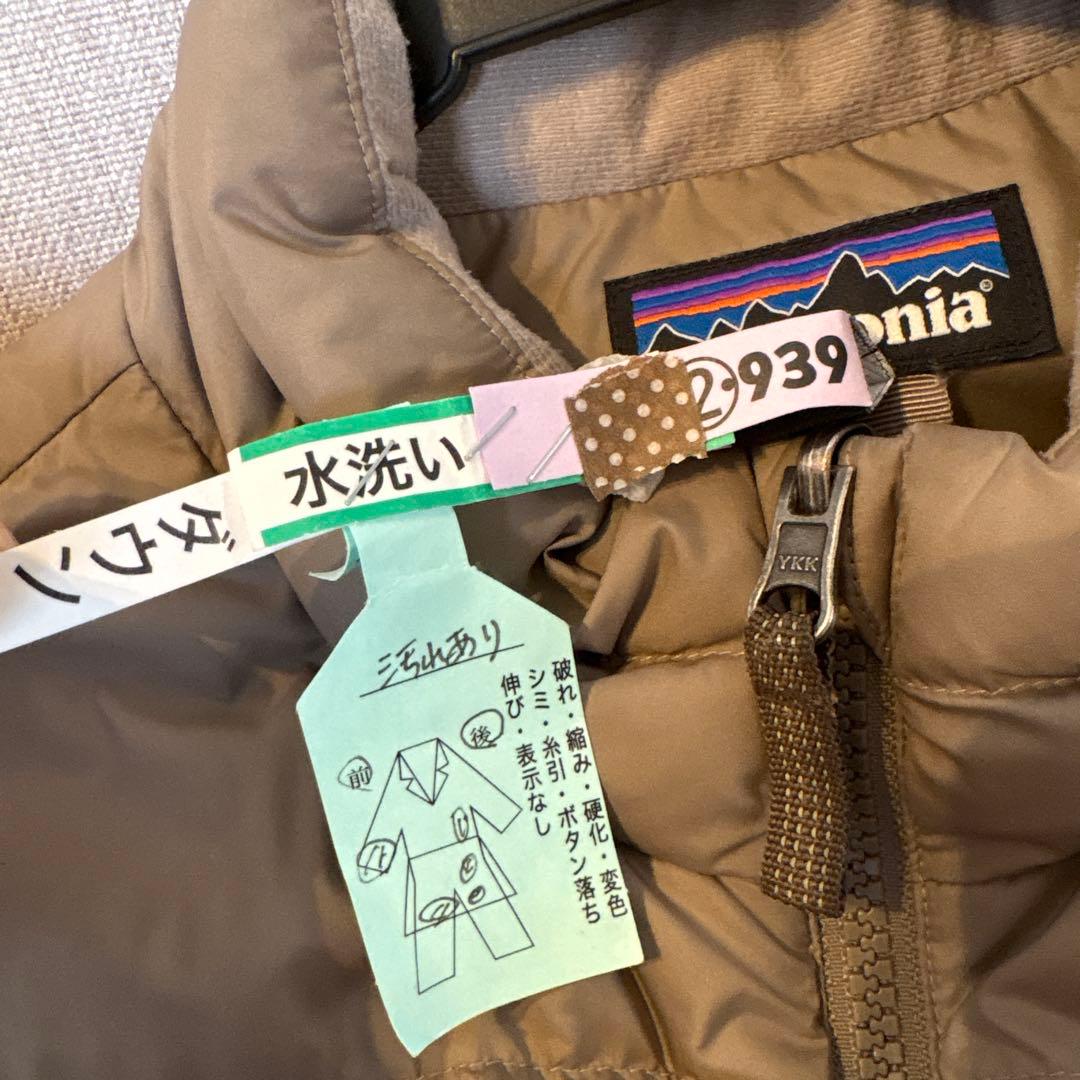 onia
②・939
水洗い
ダウン
YKK
汚れあり
後
前
破れ・縮み・硬化・変色
シミ・糸引・ボタン落ち
伸び・表示なし